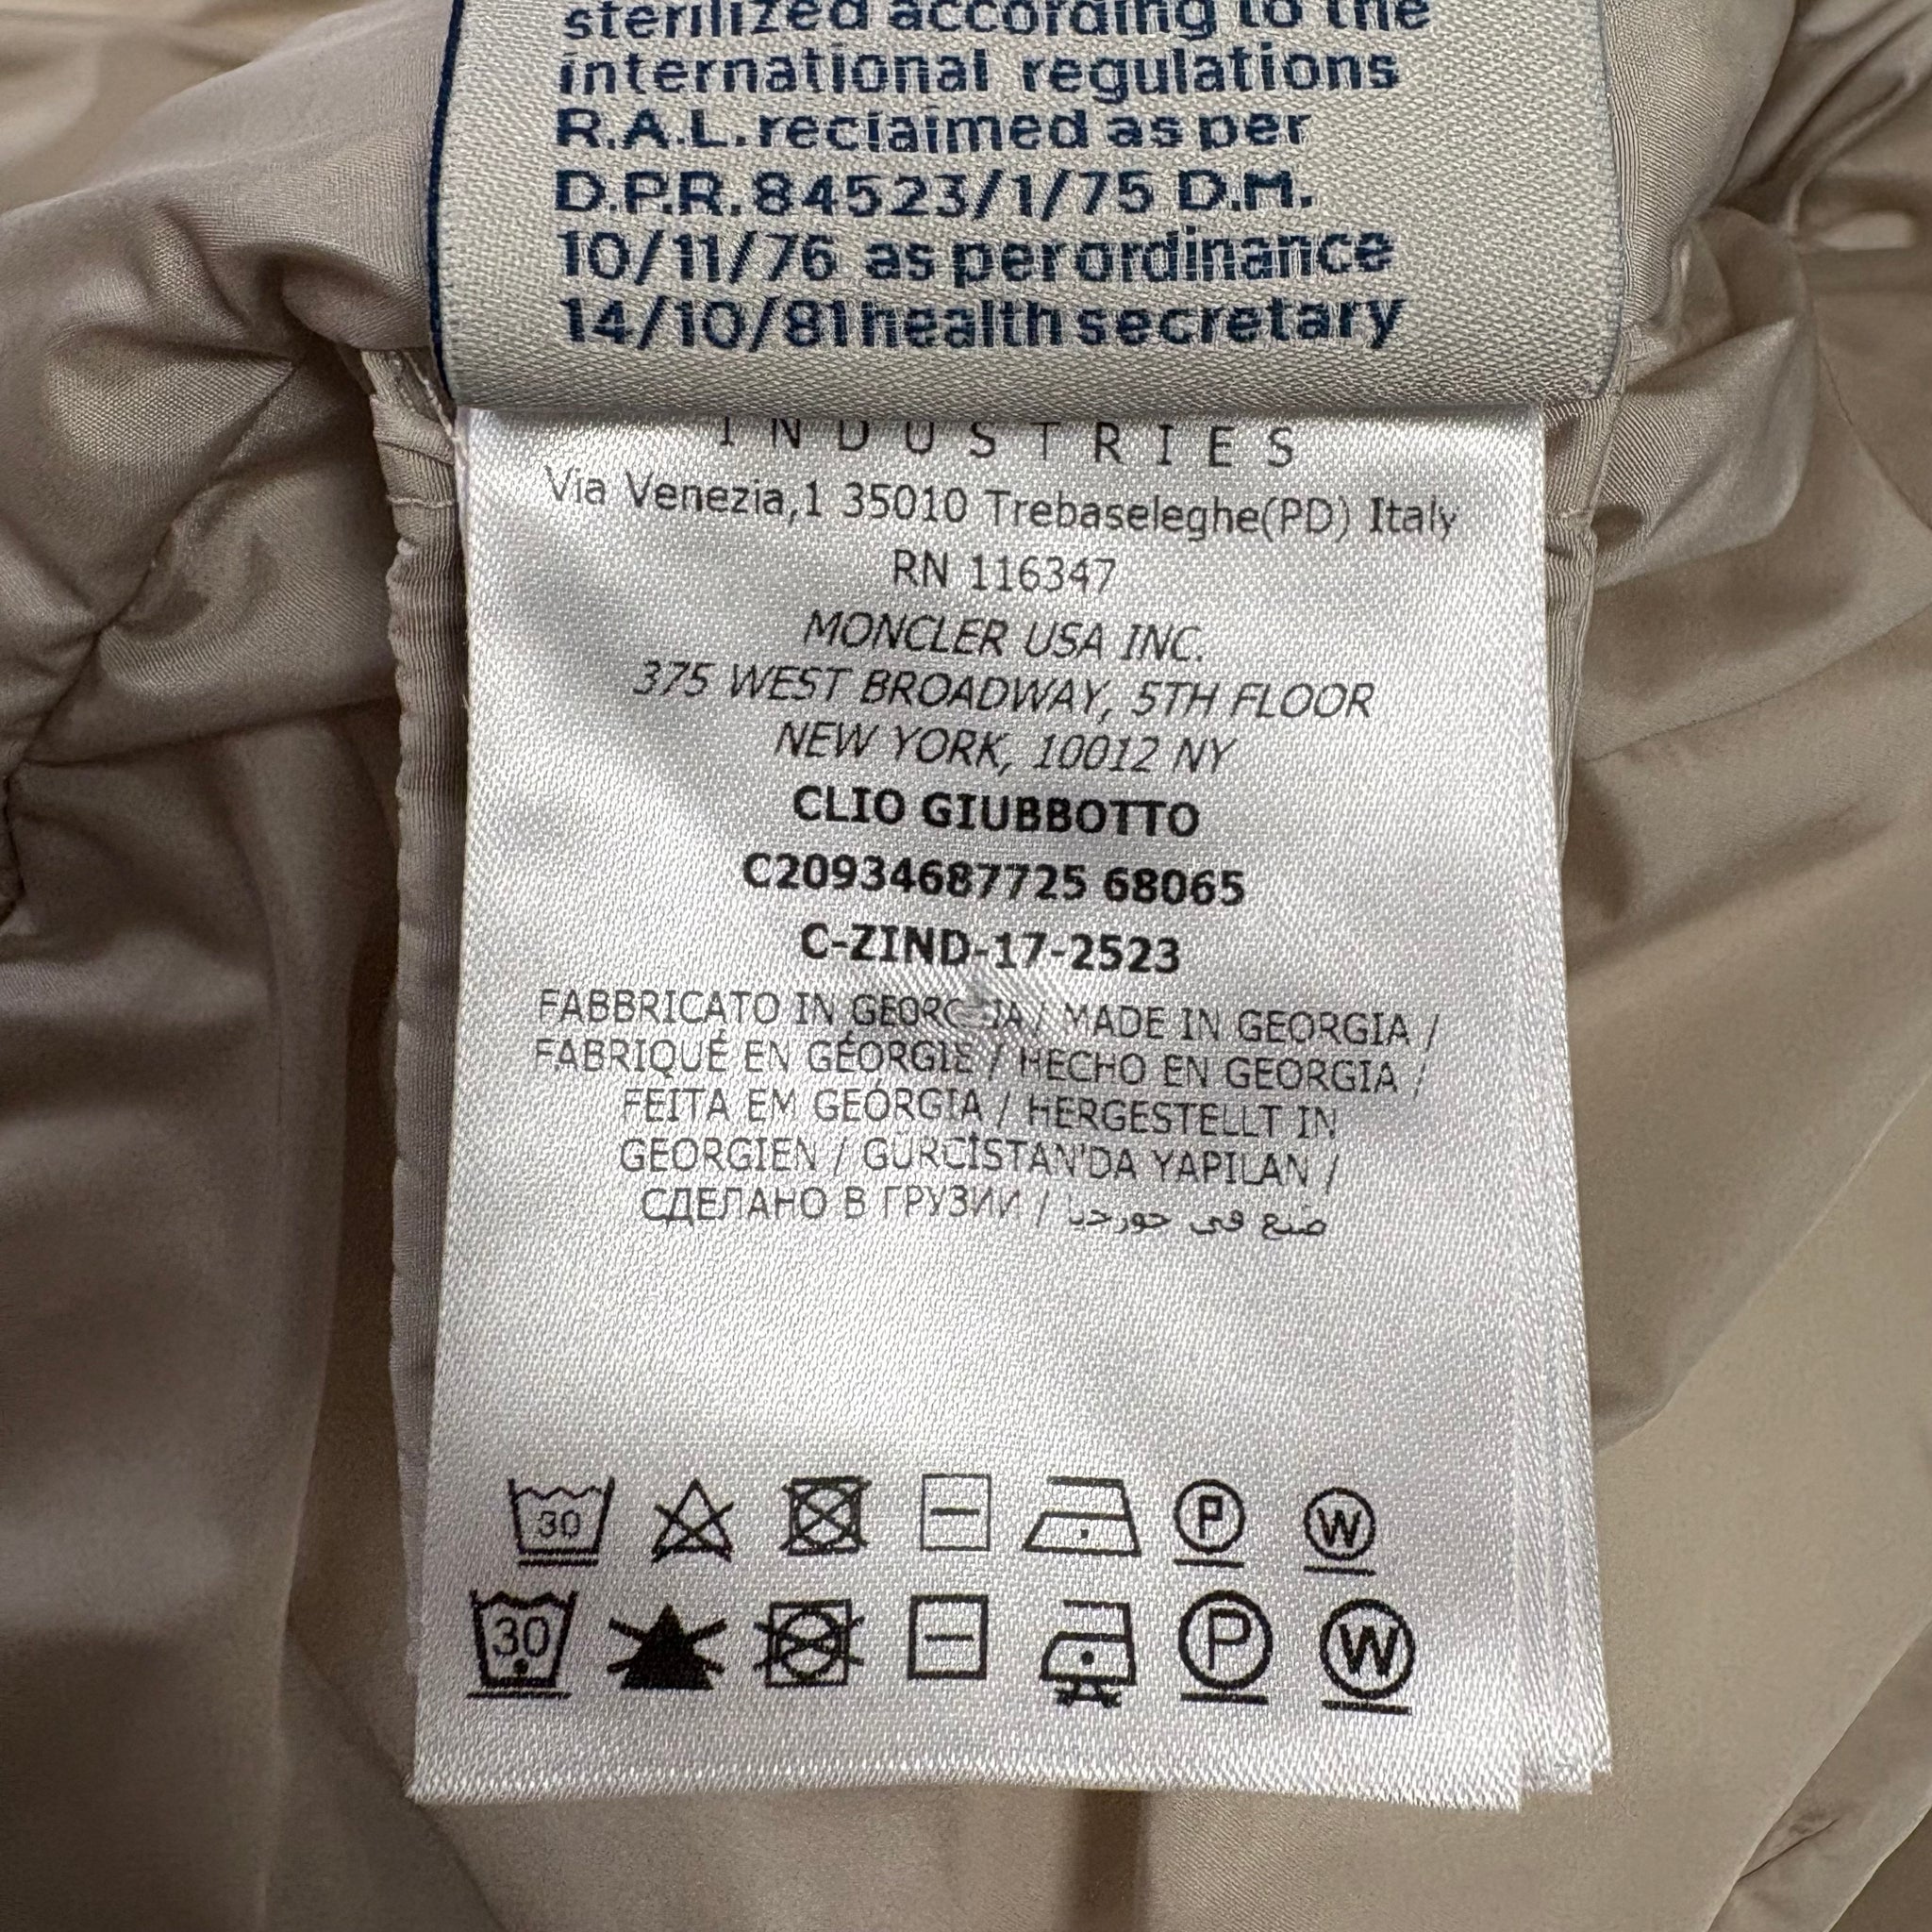 sterilized according to the
international regulations
R.A.L. reclaimed as per
D.P.R. 84523/1/75 D.M.
10/11/76 as per ordinance
14/10/81 health secretary
INDUSTRIES
Via Venezia,1 35010 Trebaseleghe(PD) Italy
RN 116347
MONCLER USA INC.
375 WEST BROADWAY, 5TH FLOOR
NEW YORK, 10012 NY
CLIO GIUBBOTTO
C20934687725 68065
C-ZIND-17-2523
FABBRICATO IN GEORGIA / MADE IN GEORGIA /
FABRIQUÉ EN GÉORGIE / HECHO EN GEORGIA /
FEITA EM GEÓRGIA / HERGESTELLT IN
GEORGIEN / GÜRCİSTAN'DA YAPILAN /
СДЕЛАНО В ГРУЗИИ / صنع في جورجيا
30 P W
30 P W